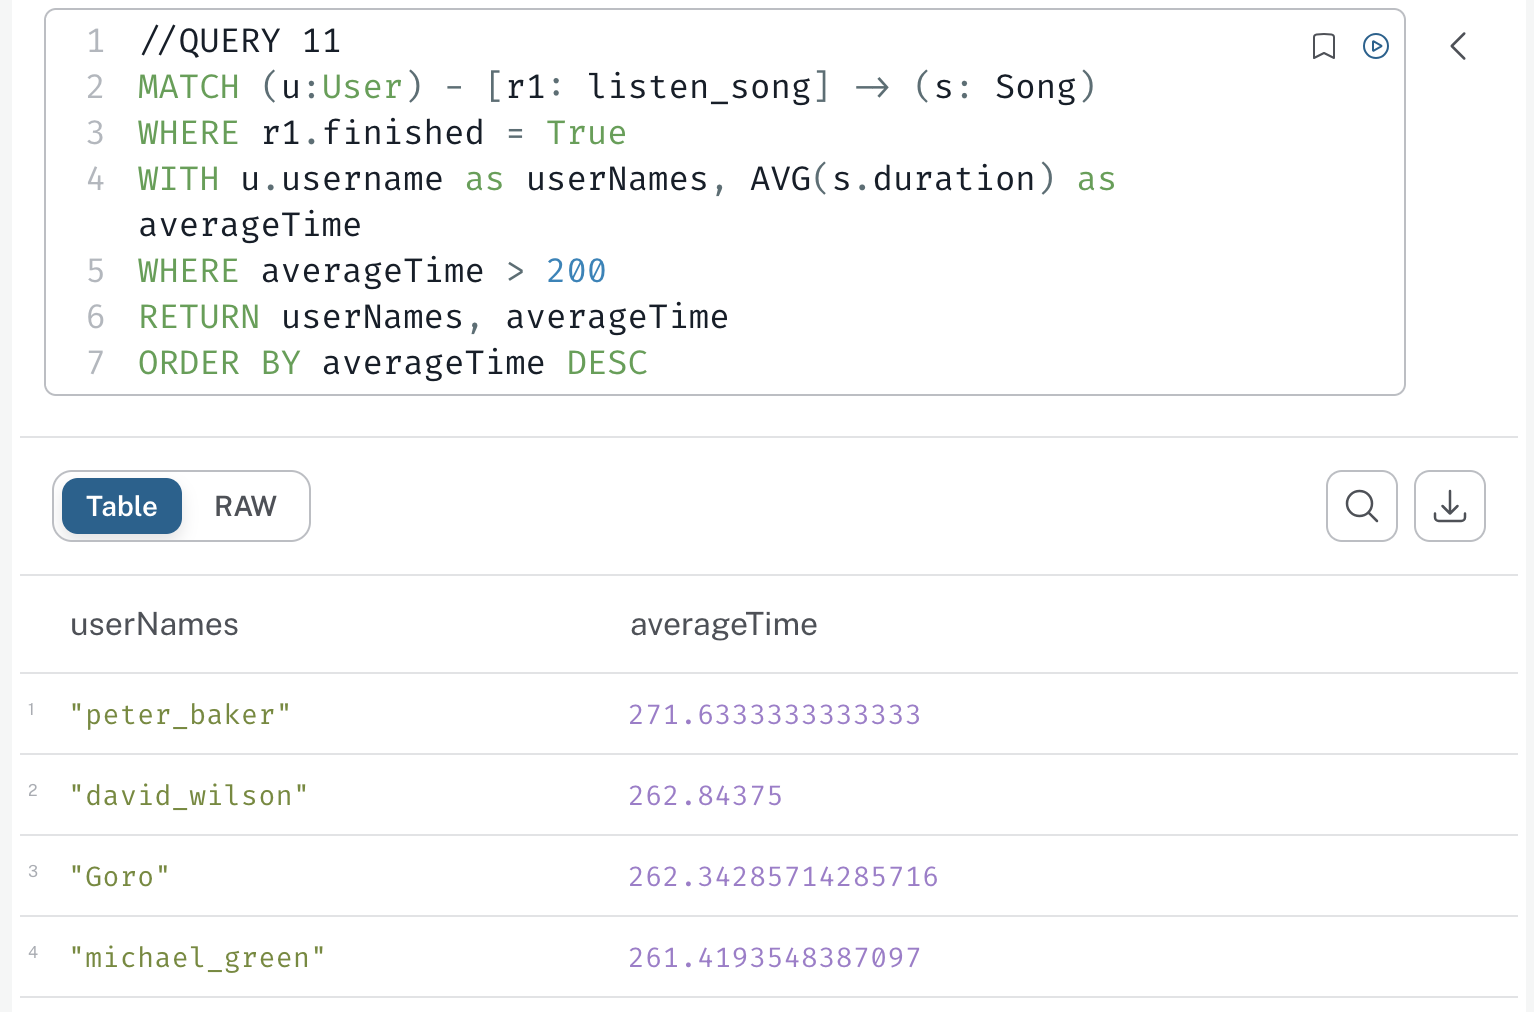 1 //QUERY 11
2 MATCH (u:User) - [r1: listen_song] -> (s: Song)
3 WHERE r1.finished = True
4 WITH u.username as userNames, AVG(s.duration) as
averageTime
5 WHERE averageTime > 200
6 RETURN userNames, averageTime
7 ORDER BY averageTime DESC
Table RAW
userNames averageTime
1 "peter_baker" 271.6333333333333
2 "david_wilson" 262.84375
3 "Goro" 262.34285714285716
4 "michael_green" 261.4193548387097